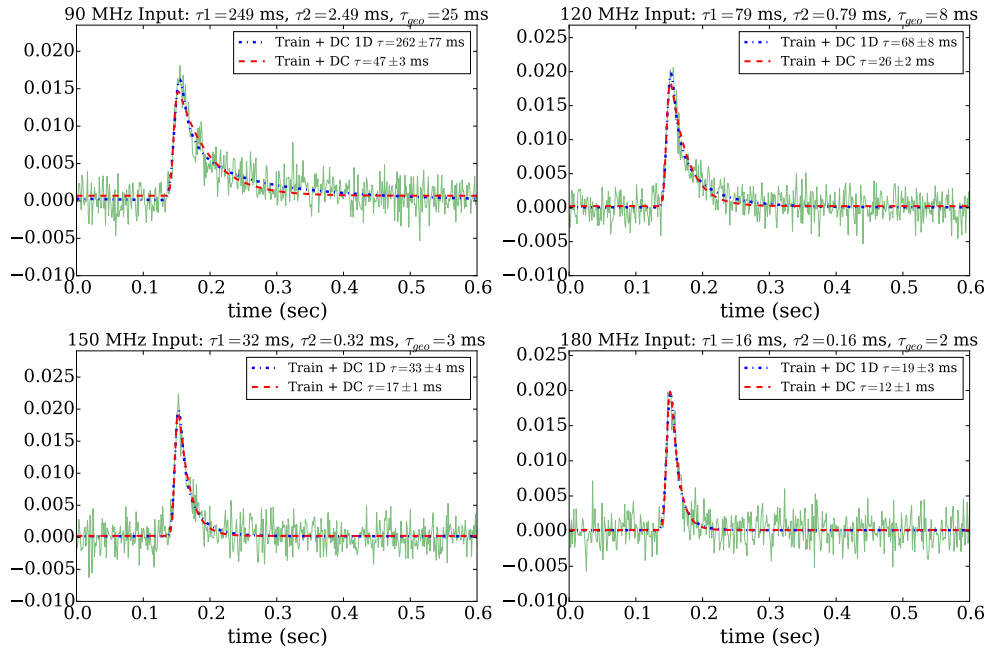 90 MHz Input: τ1=249 ms, τ2=2.49 ms, τgeo=25 ms
Train + DC 1D τ=262±77 ms
Train + DC τ=47±3 ms
0.020
0.015
0.010
0.005
0.000
−0.005
−0.010
0.0 0.1 0.2 0.3 0.4 0.5 0.6
time (sec)
120 MHz Input: τ1=79 ms, τ2=0.79 ms, τgeo=8 ms
Train + DC 1D τ=68±8 ms
Train + DC τ=26±2 ms
0.025
0.020
0.015
0.010
0.005
0.000
−0.005
−0.010
0.0 0.1 0.2 0.3 0.4 0.5 0.6
time (sec)
150 MHz Input: τ1=32 ms, τ2=0.32 ms, τgeo=3 ms
Train + DC 1D τ=33±4 ms
Train + DC τ=17±1 ms
0.025
0.020
0.015
0.010
0.005
0.000
−0.005
−0.010
0.0 0.1 0.2 0.3 0.4 0.5 0.6
time (sec)
180 MHz Input: τ1=16 ms, τ2=0.16 ms, τgeo=2 ms
Train + DC 1D τ=19±3 ms
Train + DC τ=12±1 ms
0.025
0.020
0.015
0.010
0.005
0.000
−0.005
−0.010
0.0 0.1 0.2 0.3 0.4 0.5 0.6
time (sec)